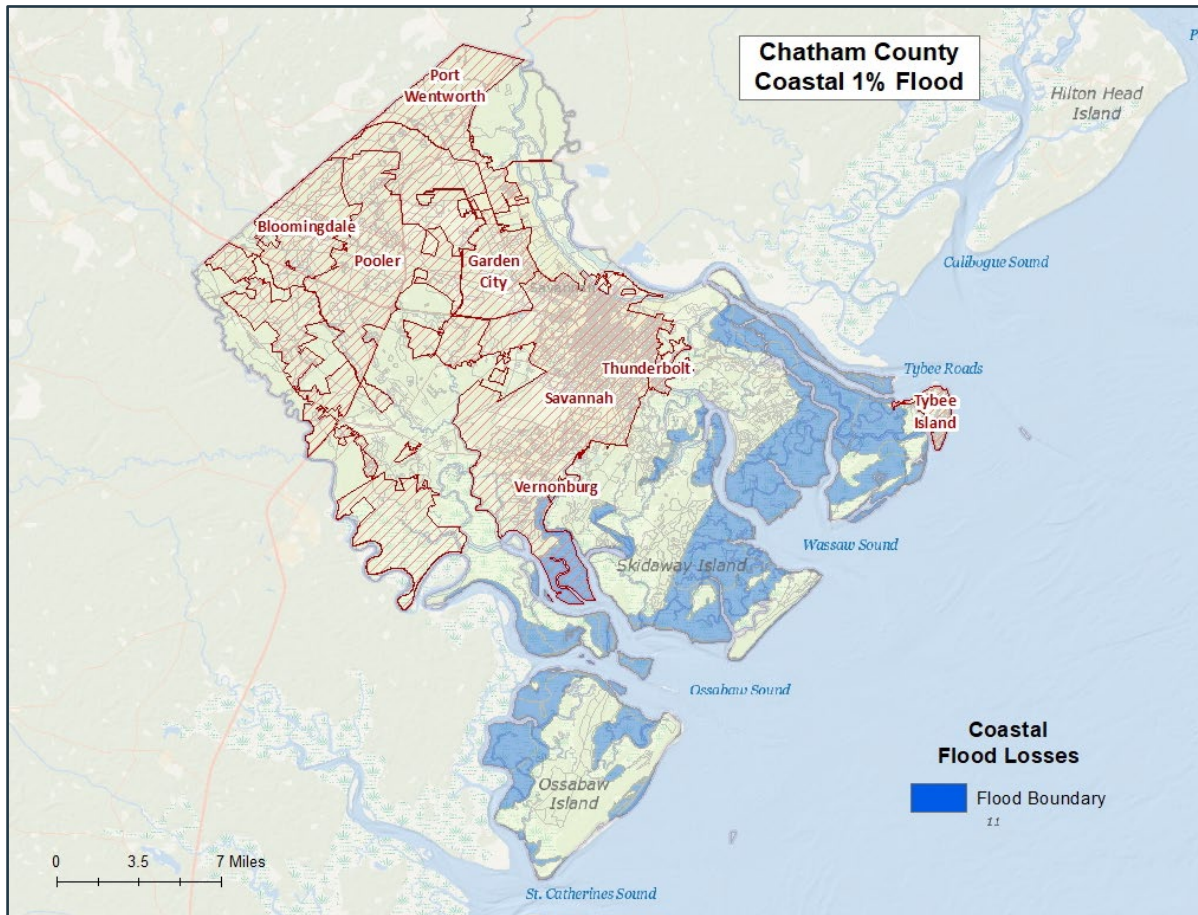 Chatham County
Coastal 1% Flood
P
Hilton Head
Island
Port
Wentworth
Bloomingdale
Pooler
Garden
City
Savannah
Calibogue Sound
Thunderbolt
Savannah
Tybee Roads
Tybee
Island
Vernonburg
Wassaw Sound
Skidaway Island
Ossabaw Sound
Ossabaw
Island
St. Catherines Sound
Coastal
Flood Losses
Flood Boundary
11
0 3.5 7 Miles